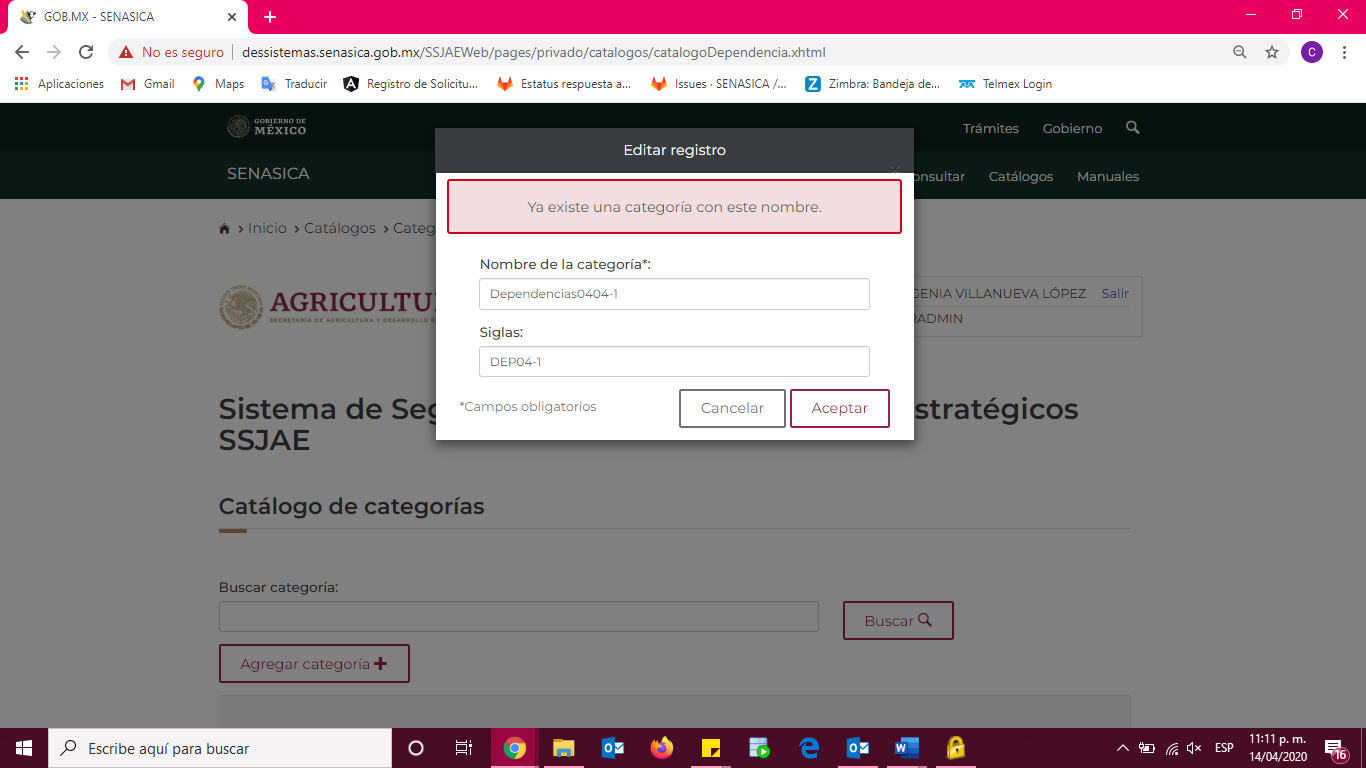 GOB.MX - SENASICA
No es seguro
dessistemas.senasica.gob.mx/SSJAEWeb/pages/privado/catalogos/catalogoDependencia.xhtml
C
Aplicaciones
Gmail
Maps
Traducir
Registro de Solicitu...
Estatus respuesta a...
Issues · SENASICA /...
Zimbra: Bandeja de...
Telmex Login
GOBIERNO DE
MÉXICO
Trámites
Gobierno
SENASICA
onsultar
Catálogos
Manuales
Editar registro
Ya existe una categoría con este nombre.
Inicio
Catálogos
Categ
Nombre de la categoría*:
Dependencias0404-1
AGRICULTU
SECRETARÍA DE AGRICULTURA Y DESARROLLO
GENIA VILLANUEVA LÓPEZ
Salir
RADMIN
Siglas:
DEP04-1
*Campos obligatorios
Cancelar
Aceptar
Sistema de Seg
stratégicos
SSJAE
Catálogo de categorías
Buscar categoría:
Buscar
Agregar categoría
Escribe aquí para buscar
ESP
11:11 p. m.
14/04/2020
16